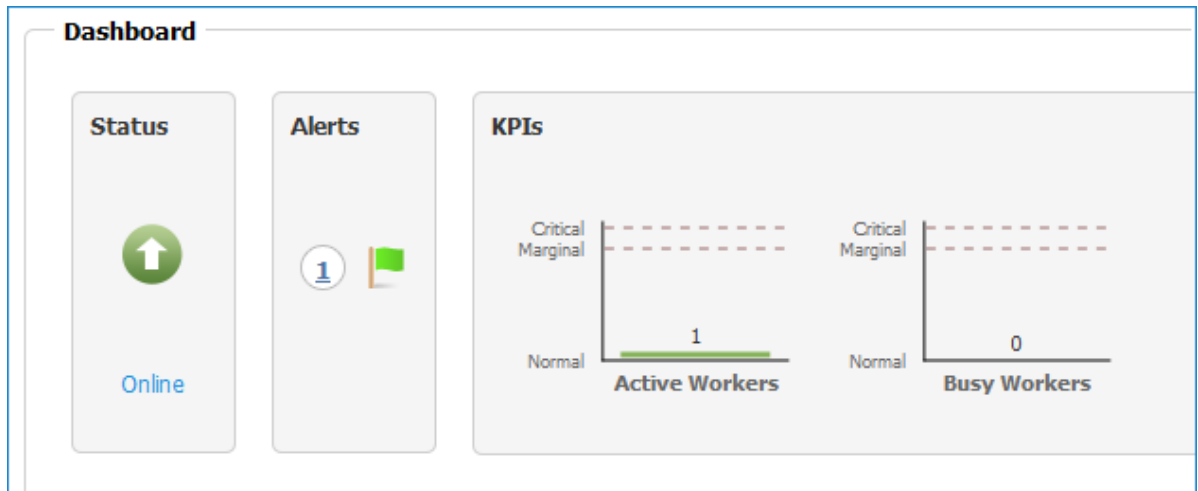 Dashboard
Status
Alerts
KPIs
Critical
Marginal
Normal
1
Active Workers
Critical
Marginal
Normal
0
Busy Workers
1
Online